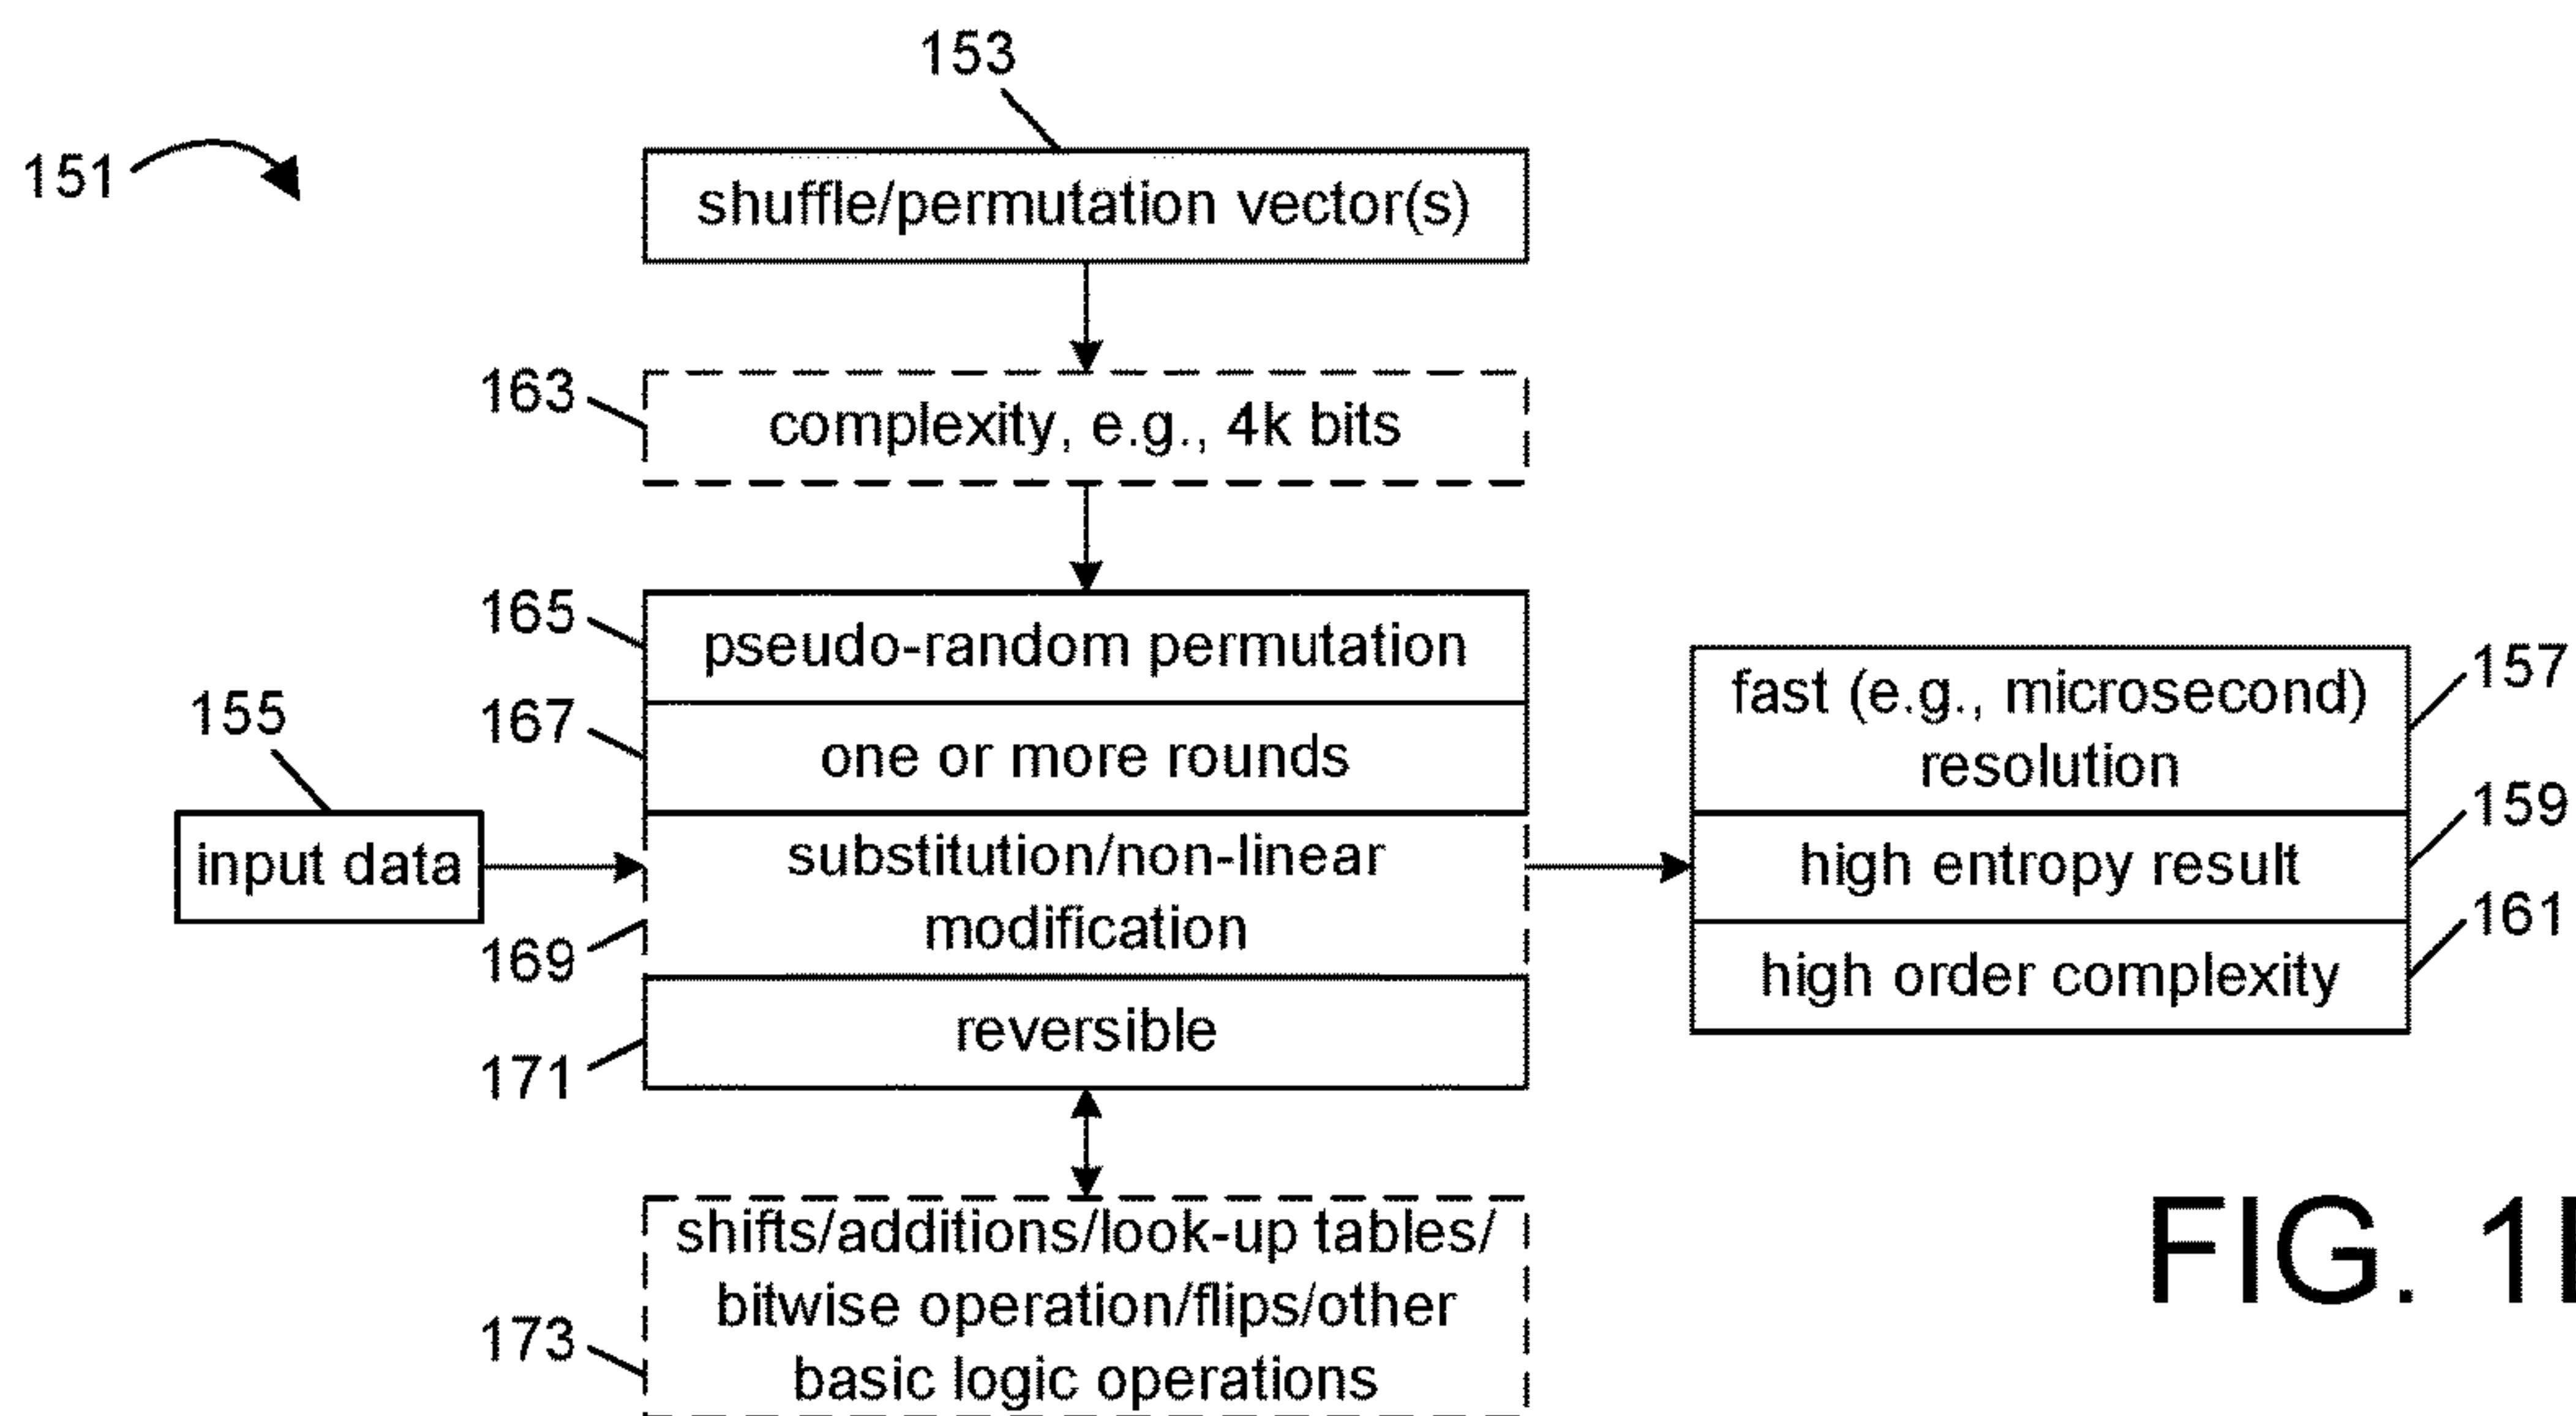 153
151
shuffle/permutation vector(s)
163
complexity, e.g., 4k bits
165
pseudo-random permutation
167
one or more rounds
155
input data
substitution/non-linear
modification
169
reversible
171
fast (e.g., microsecond)
resolution
157
high entropy result
159
high order complexity
161
shifts/additions/look-up tables/
bitwise operation/flips/other
basic logic operations
173
FIG. 1